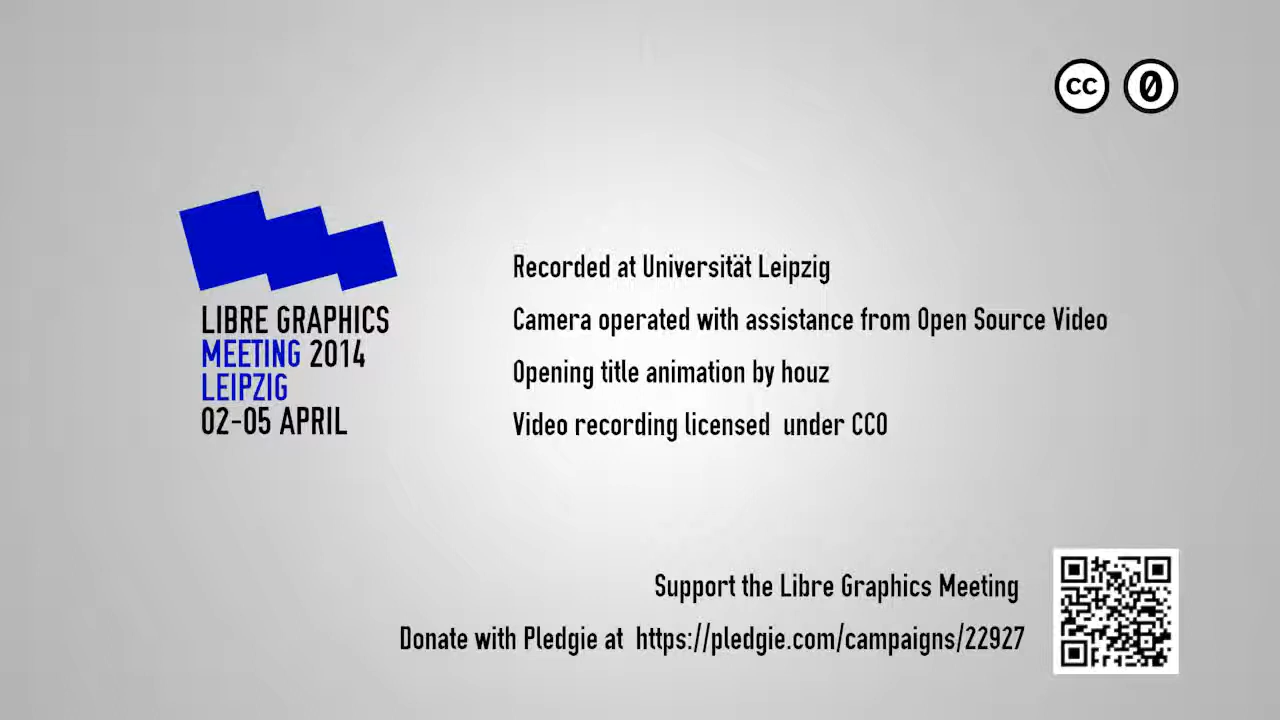 CC 0
LIBRE GRAPHICS
MEETING 2014
LEIPZIG
02-05 APRIL
Recorded at Universität Leipzig
Camera operated with assistance from Open Source Video
Opening title animation by houz
Video recording licensed  under CC0
Support the Libre Graphics Meeting
Donate with Pledgie at  https://pledgie.com/campaigns/22927